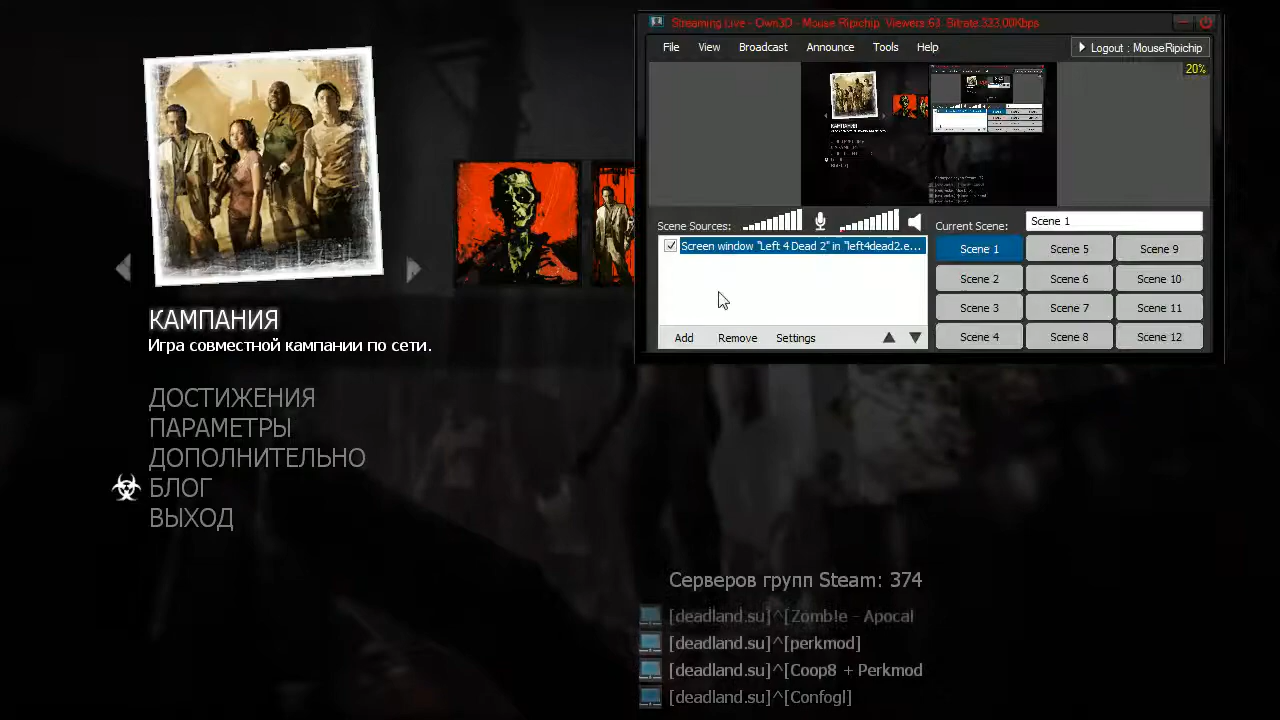 Streaming Live - Own3D - Mouse Ripichip Viewers:61 Bitrate 323,00Kbps
File View Broadcast Announce Tools Help Logout : MouseRipichip
20%
Scene Sources:
Current Scene: Scene 1
Screen window "Left 4 Dead 2" in "left4dead2.e...
Scene 1 Scene 5 Scene 9
Scene 2 Scene 6 Scene 10
Scene 3 Scene 7 Scene 11
Scene 4 Scene 8 Scene 12
Add Remove Settings
КАМПАНИЯ
Игра совместной кампании по сети.
ДОСТИЖЕНИЯ
ПАРАМЕТРЫ
ДОПОЛНИТЕЛЬНО
БЛОГ
ВЫХОД
Серверов групп Steam: 374
[deadland.su]^[Zomb!e - Apocal
[deadland.su]^[perkmod]
[deadland.su]^[Coop8 + Perkmod
[deadland.su]^[Confogl]